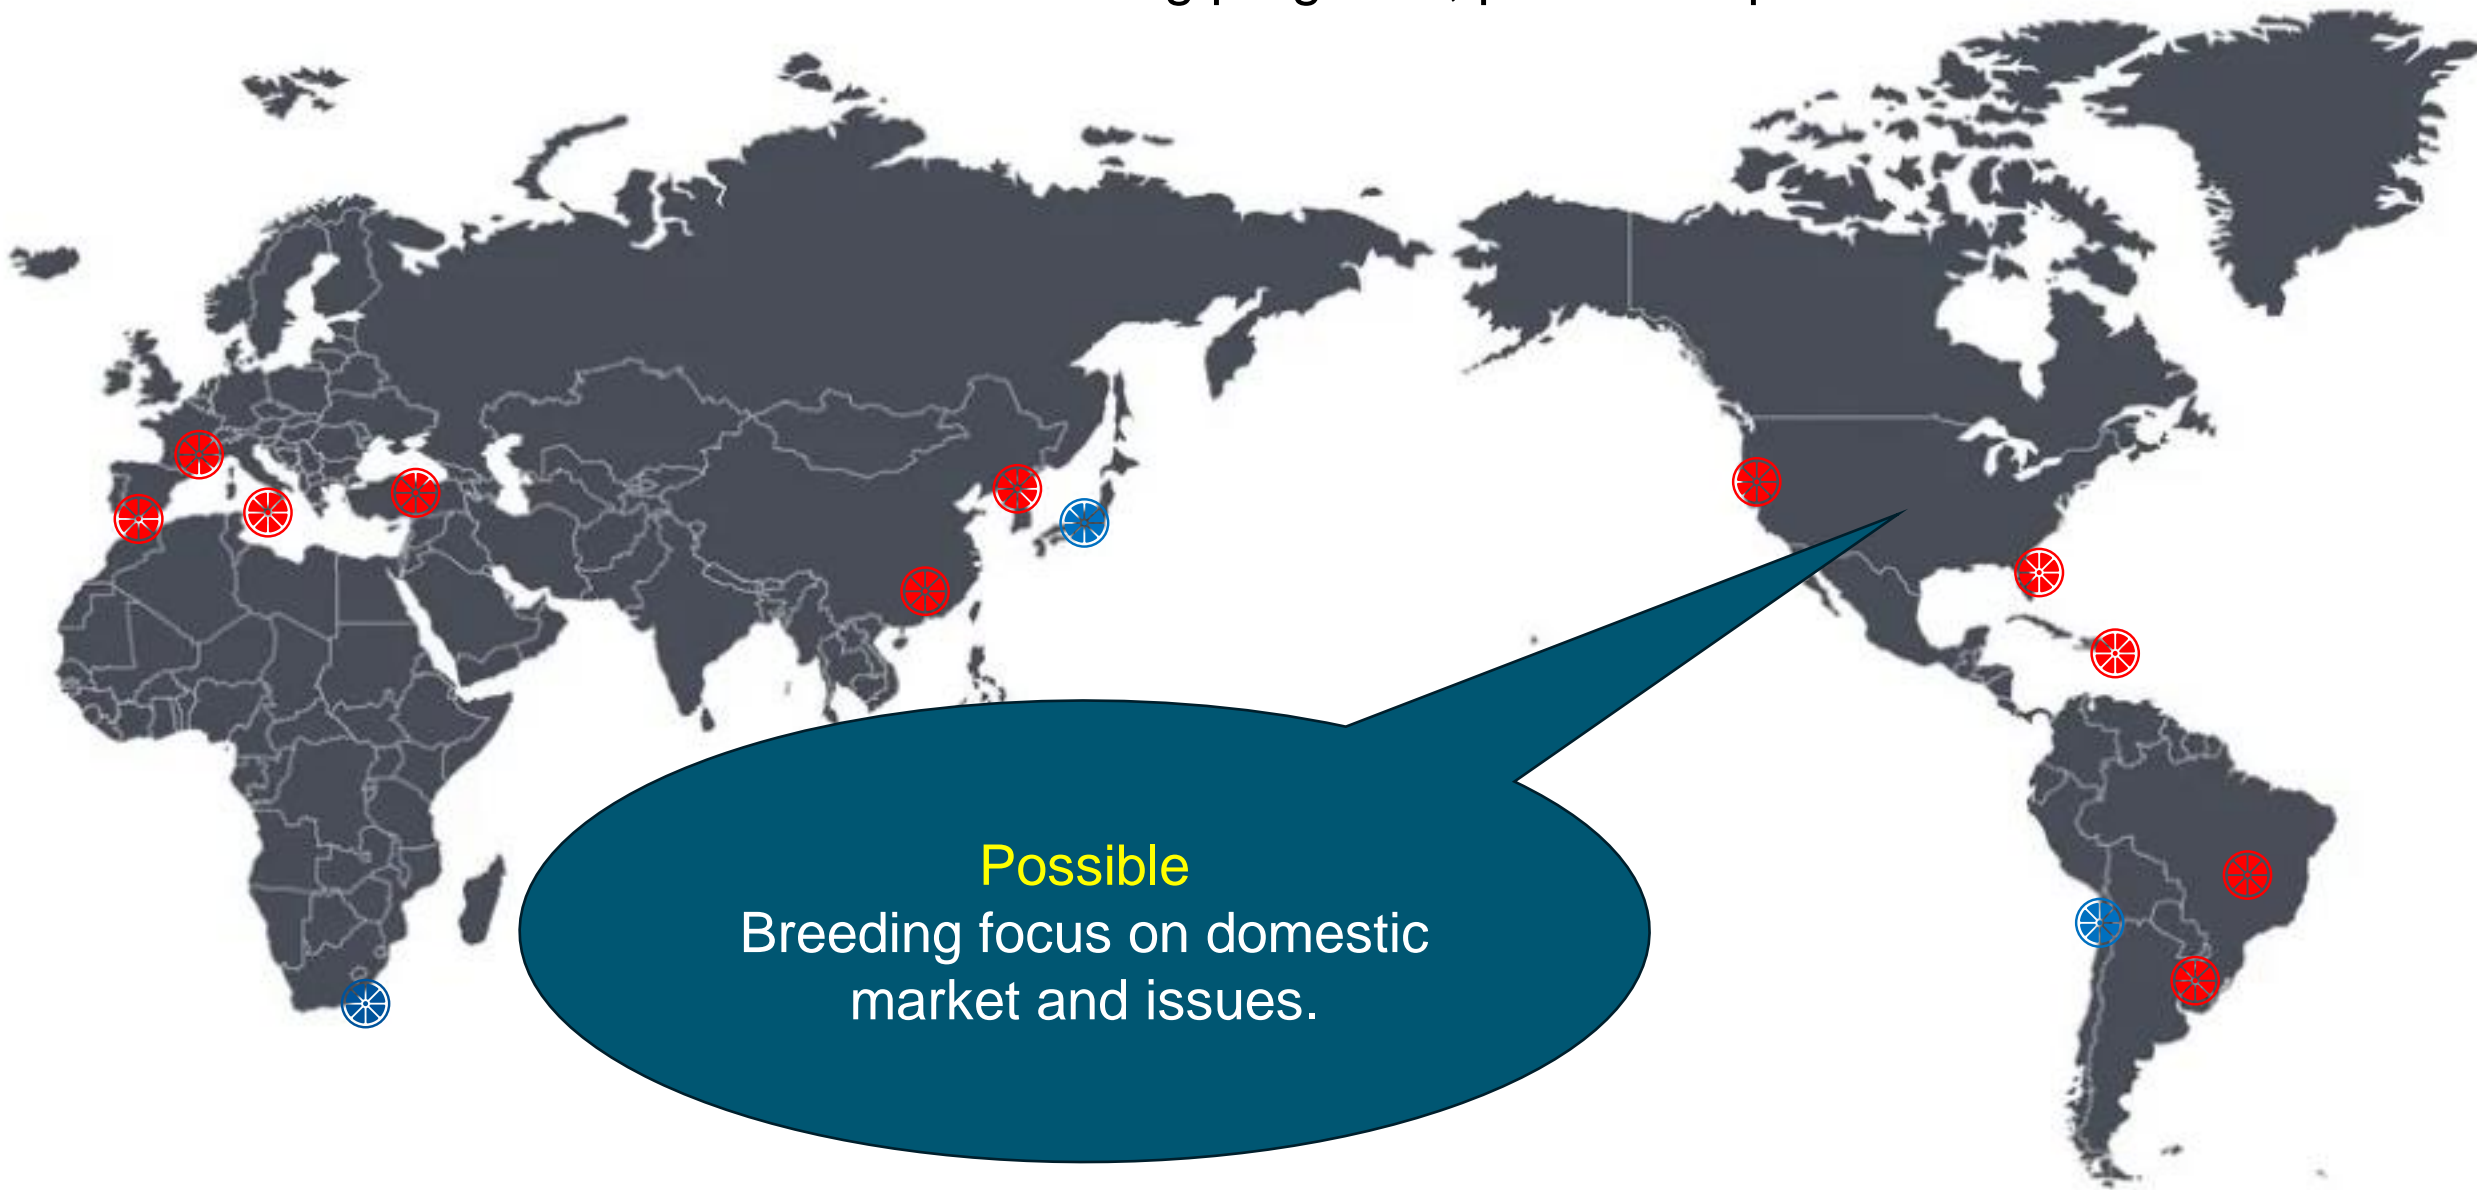 Possible
Breeding focus on domestic
market and issues.